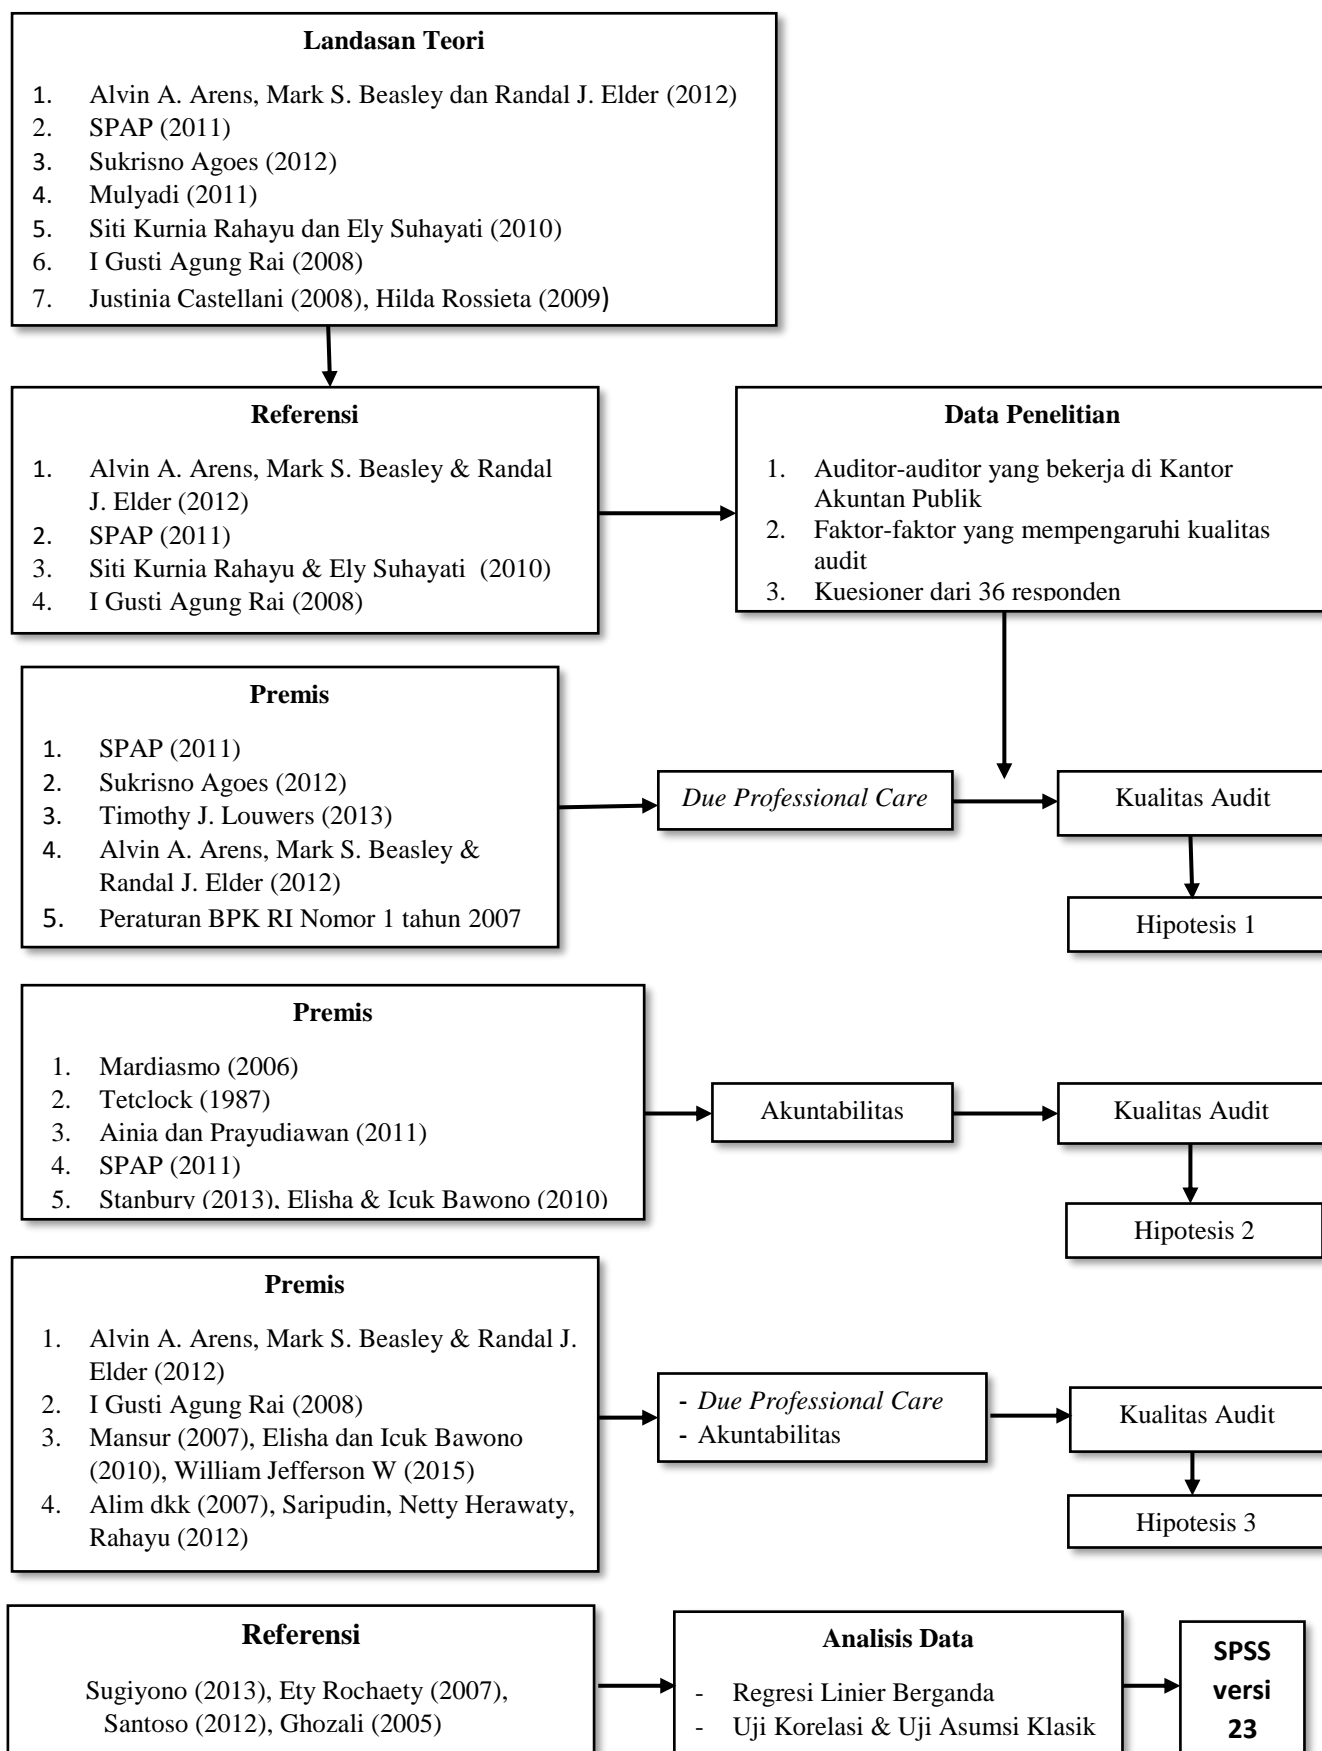 Landasan Teori
1. Alvin A. Arens, Mark S. Beasley dan Randal J. Elder (2012)
2. SPAP (2011)
3. Sukrisno Agoes (2012)
4. Mulyadi (2011)
5. Siti Kurnia Rahayu dan Ely Suhayati (2010)
6. I Gusti Agung Rai (2008)
7. Justinia Castellani (2008), Hilda Rossieta (2009)
Referensi
1. Alvin A. Arens, Mark S. Beasley & Randal
J. Elder (2012)
2. SPAP (2011)
3. Siti Kurnia Rahayu & Ely Suhayati (2010)
4. I Gusti Agung Rai (2008)
Data Penelitian
1. Auditor-auditor yang bekerja di Kantor
Akuntan Publik
2. Faktor-faktor yang mempengaruhi kualitas
audit
3. Kuesioner dari 36 responden
Premis
1. SPAP (2011)
2. Sukrisno Agoes (2012)
3. Timothy J. Louwers (2013)
4. Alvin A. Arens, Mark S. Beasley &
Randal J. Elder (2012)
5. Peraturan BPK RI Nomor 1 tahun 2007
Due Professional Care
Kualitas Audit
Hipotesis 1
Premis
1. Mardiasmo (2006)
2. Tetclock (1987)
3. Ainia dan Prayudiawan (2011)
4. SPAP (2011)
5. Stanbury (2013), Elisha & Icuk Bawono (2010)
Akuntabilitas
Kualitas Audit
Hipotesis 2
Premis
1. Alvin A. Arens, Mark S. Beasley & Randal J.
Elder (2012)
2. I Gusti Agung Rai (2008)
3. Mansur (2007), Elisha dan Icuk Bawono
(2010), William Jefferson W (2015)
4. Alim dkk (2007), Saripudin, Netty Herawaty,
Rahayu (2012)
- Due Professional Care
- Akuntabilitas
Kualitas Audit
Hipotesis 3
Referensi
Sugiyono (2013), Ety Rochaety (2007),
Santoso (2012), Ghozali (2005)
Analisis Data
- Regresi Linier Berganda
- Uji Korelasi & Uji Asumsi Klasik
SPSS
versi
23